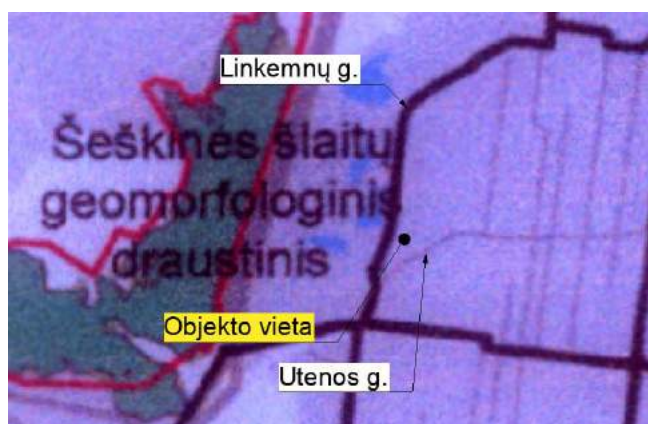 Linkemnų g.
Šeškinės šlaitų
geomorfologinis
draustinis
Objekto vieta
Utenos g.